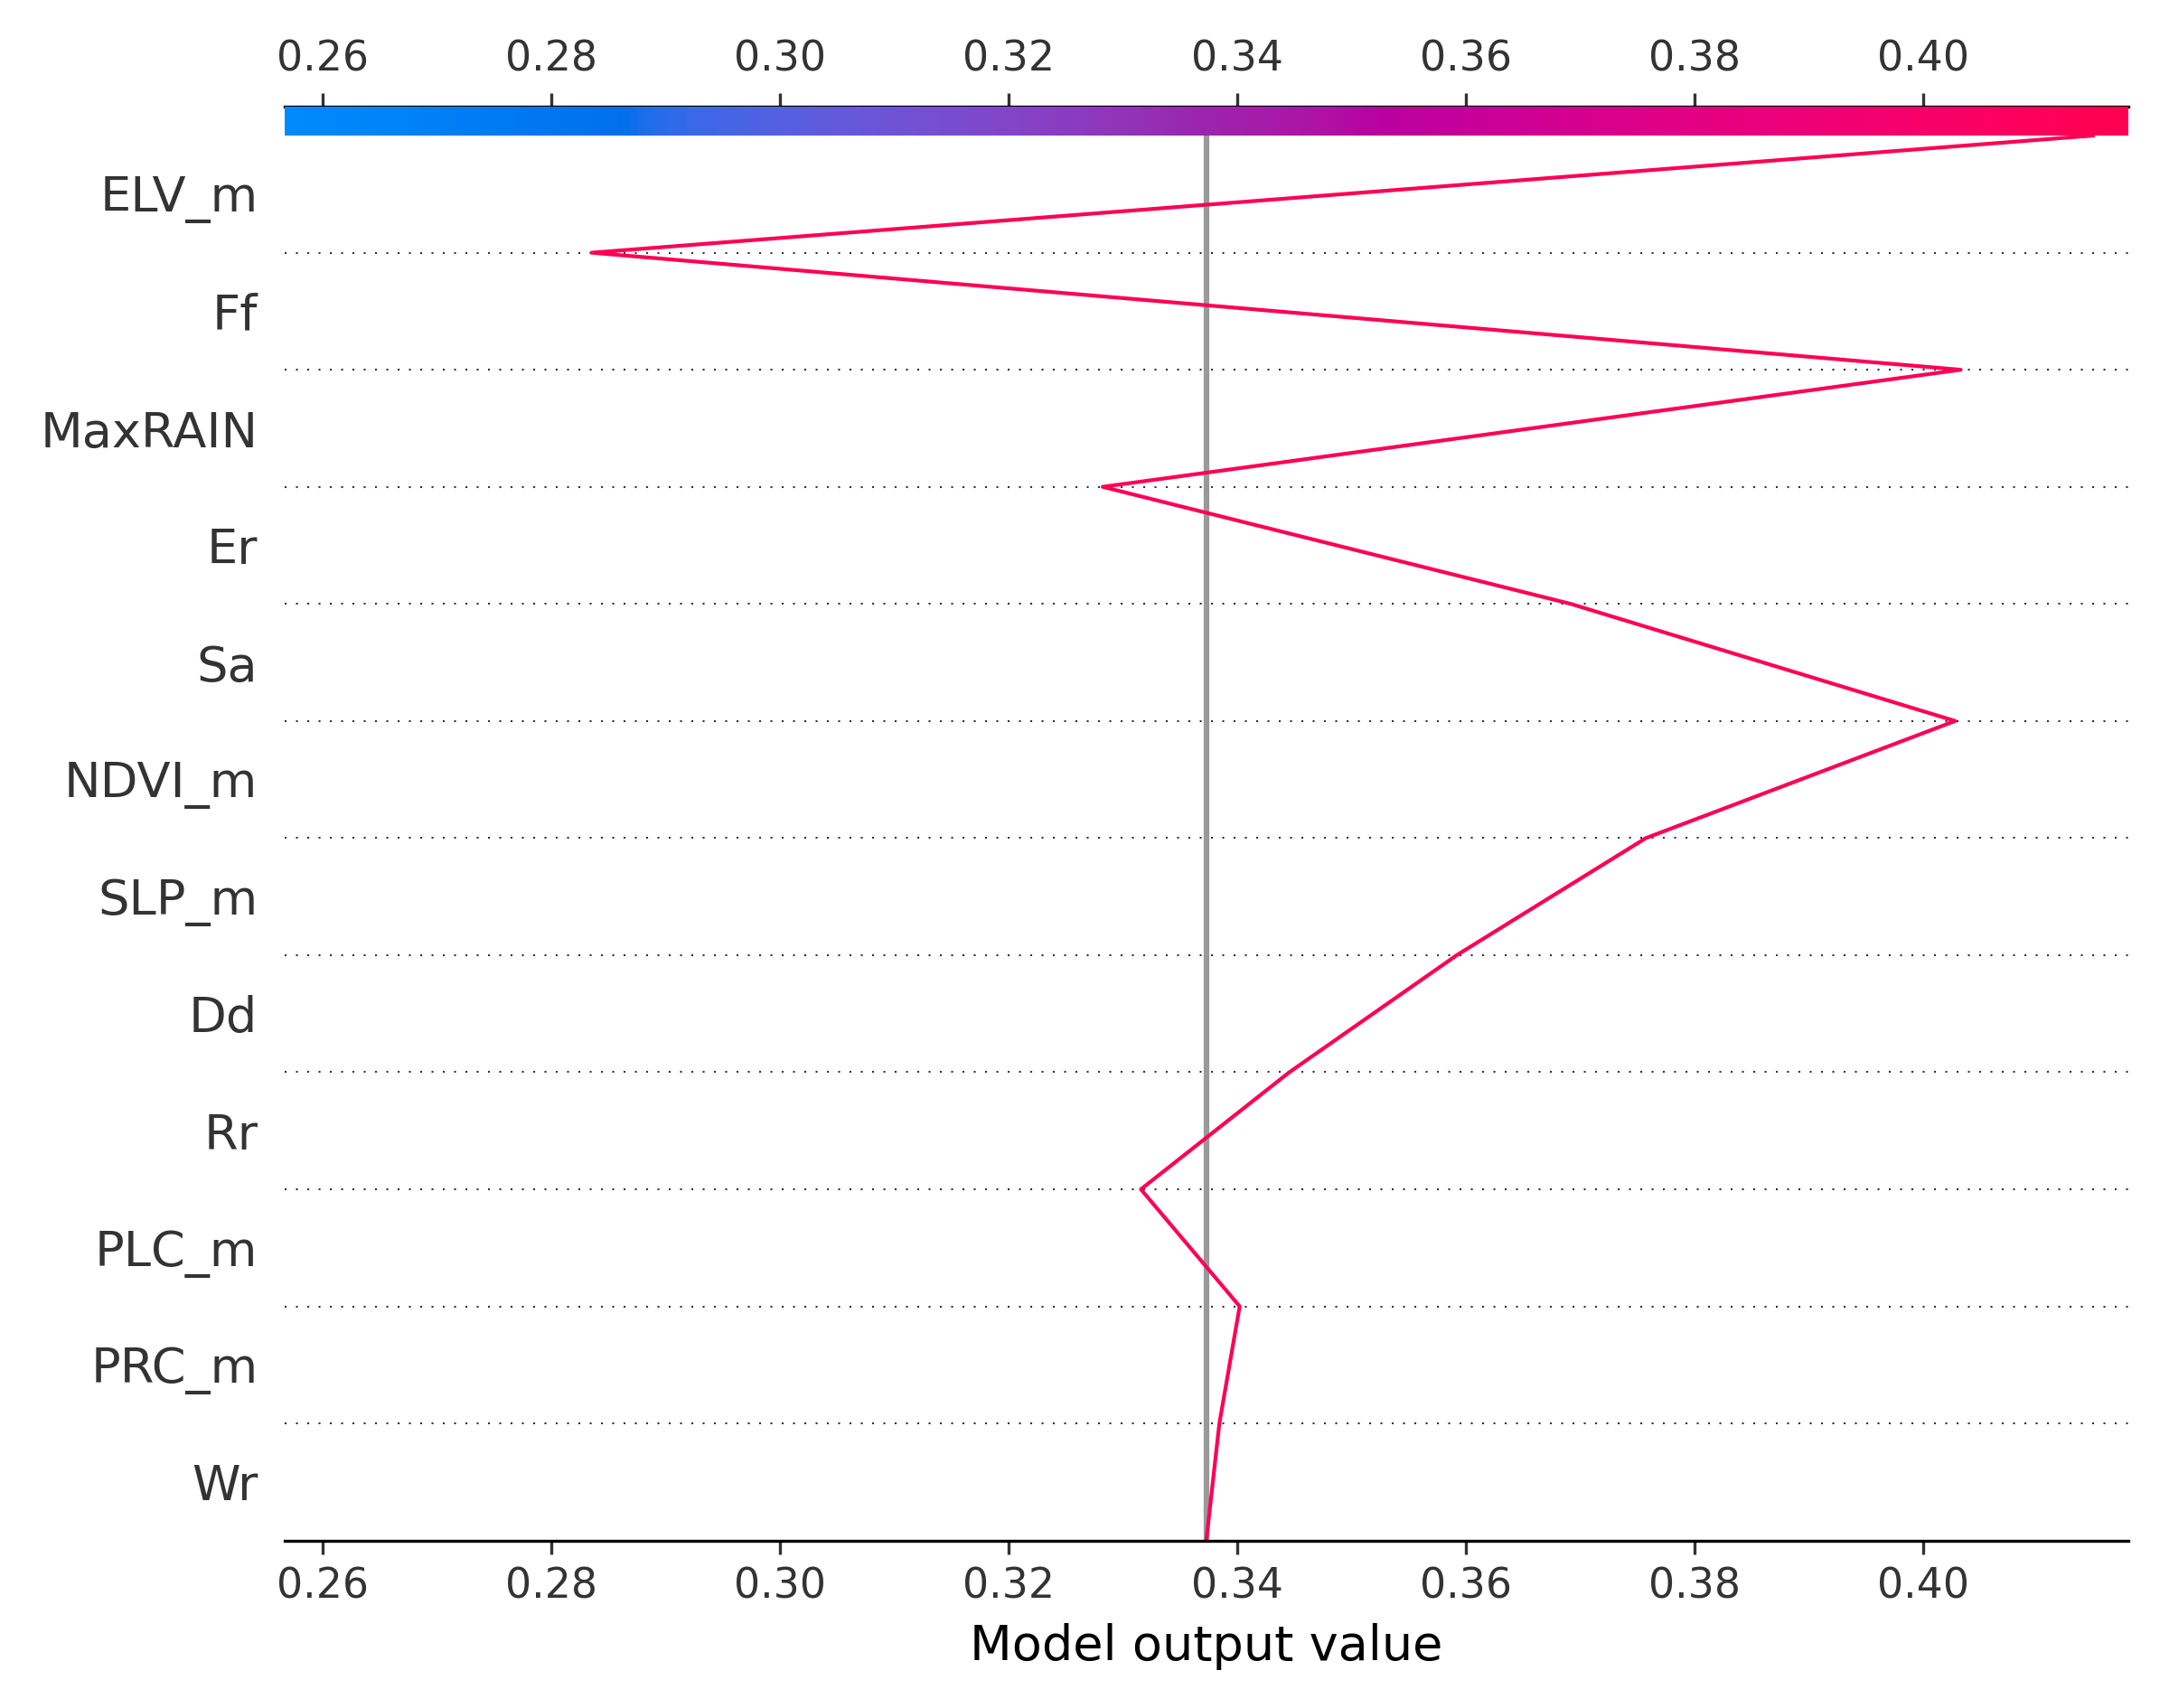 0.26 0.28 0.30 0.32 0.34 0.36 0.38 0.40
ELV_m
Ff
MaxRAIN
Er
Sa
NDVI_m
SLP_m
Dd
Rr
PLC_m
PRC_m
Wr
0.26 0.28 0.30 0.32 0.34 0.36 0.38 0.40
Model output value